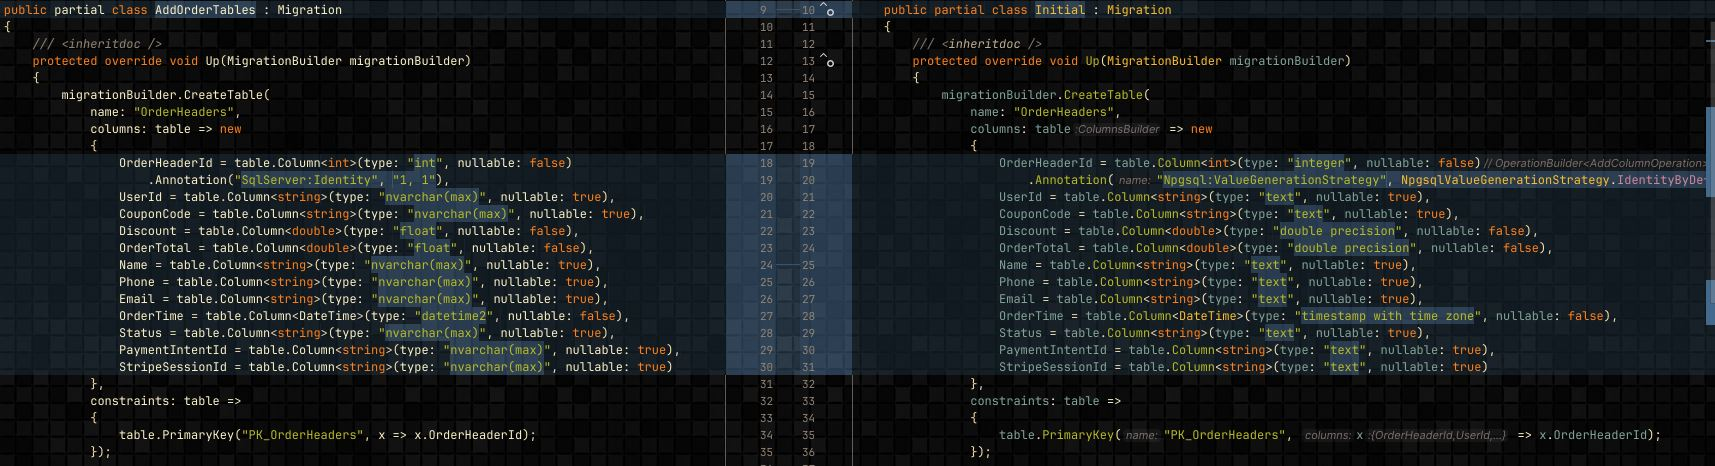 public partial class AddOrderTables : Migration
{
/// <inheritdoc />
protected override void Up(MigrationBuilder migrationBuilder)
{
migrationBuilder.CreateTable(
name: "OrderHeaders",
columns: table => new
{
OrderHeaderId = table.Column<int>(type: "int", nullable: false)
.Annotation("SqlServer:Identity", "1, 1"),
UserId = table.Column<string>(type: "nvarchar(max)", nullable: true),
CouponCode = table.Column<string>(type: "nvarchar(max)", nullable: true),
Discount = table.Column<double>(type: "float", nullable: false),
OrderTotal = table.Column<double>(type: "float", nullable: false),
Name = table.Column<string>(type: "nvarchar(max)", nullable: true),
Phone = table.Column<string>(type: "nvarchar(max)", nullable: true),
Email = table.Column<string>(type: "nvarchar(max)", nullable: true),
OrderTime = table.Column<DateTime>(type: "datetime2", nullable: false),
Status = table.Column<string>(type: "nvarchar(max)", nullable: true),
PaymentIntentId = table.Column<string>(type: "nvarchar(max)", nullable: true),
StripeSessionId = table.Column<string>(type: "nvarchar(max)", nullable: true)
},
constraints: table =>
{
table.PrimaryKey("PK_OrderHeaders", x => x.OrderHeaderId);
});
9 10
10 11
11 12
12 13
13 14
14 15
15 16
16 17
17 18
18 19
19 20
20 21
21 22
22 23
23 24
24 25
25 26
26 27
27 28
28 29
29 30
30 31
31 32
32 33
33 34
34 35
35 36
public partial class Initial : Migration
{
/// <inheritdoc />
protected override void Up(MigrationBuilder migrationBuilder)
{
migrationBuilder.CreateTable(
name: "OrderHeaders",
columns: table :ColumnsBuilder => new
{
OrderHeaderId = table.Column<int>(type: "integer", nullable: false) // OperationBuilder<AddColumnOperation>
.Annotation( name: "Npgsql:ValueGenerationStrategy", NpgsqlValueGenerationStrategy.IdentityByDe
UserId = table.Column<string>(type: "text", nullable: true),
CouponCode = table.Column<string>(type: "text", nullable: true),
Discount = table.Column<double>(type: "double precision", nullable: false),
OrderTotal = table.Column<double>(type: "double precision", nullable: false),
Name = table.Column<string>(type: "text", nullable: true),
Phone = table.Column<string>(type: "text", nullable: true),
Email = table.Column<string>(type: "text", nullable: true),
OrderTime = table.Column<DateTime>(type: "timestamp with time zone", nullable: false),
Status = table.Column<string>(type: "text", nullable: true),
PaymentIntentId = table.Column<string>(type: "text", nullable: true),
StripeSessionId = table.Column<string>(type: "text", nullable: true)
},
constraints: table =>
{
table.PrimaryKey( name: "PK_OrderHeaders", columns: x :{OrderHeaderId,UserId,...} => x.OrderHeaderId);
});